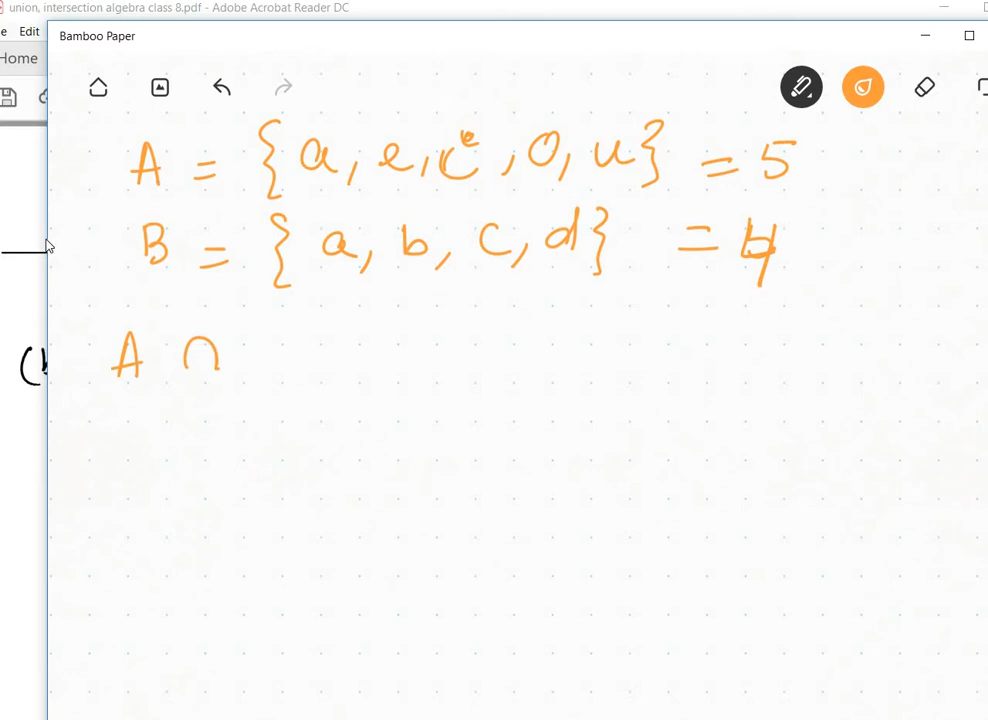 union, intersection algebra class 8.pdf - Adobe Acrobat Reader DC
e Edit
Home
Bamboo Paper
A = {a, e, i, o, u} = 5
B = {a, b, c, d} = 4
A ∩